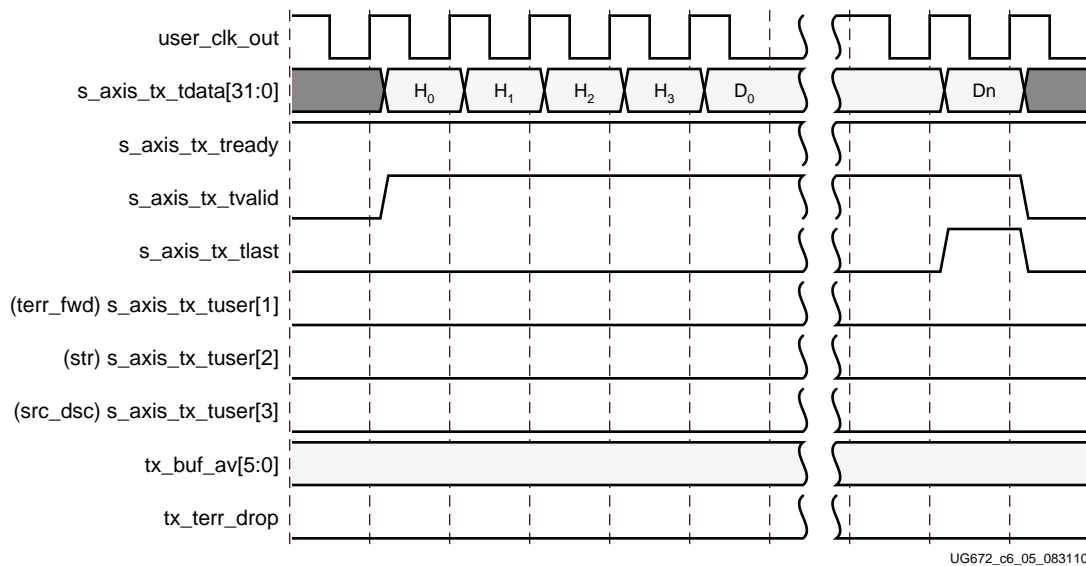 user_clk_out
s_axis_tx_tdata[31:0] H0 H1 H2 H3 D0 Dn
s_axis_tx_tready
s_axis_tx_tvalid
s_axis_tx_tlast
(terr_fwd) s_axis_tx_tuser[1]
(str) s_axis_tx_tuser[2]
(src_dsc) s_axis_tx_tuser[3]
tx_buf_av[5:0]
tx_terr_drop
UG672_c6_05_083110